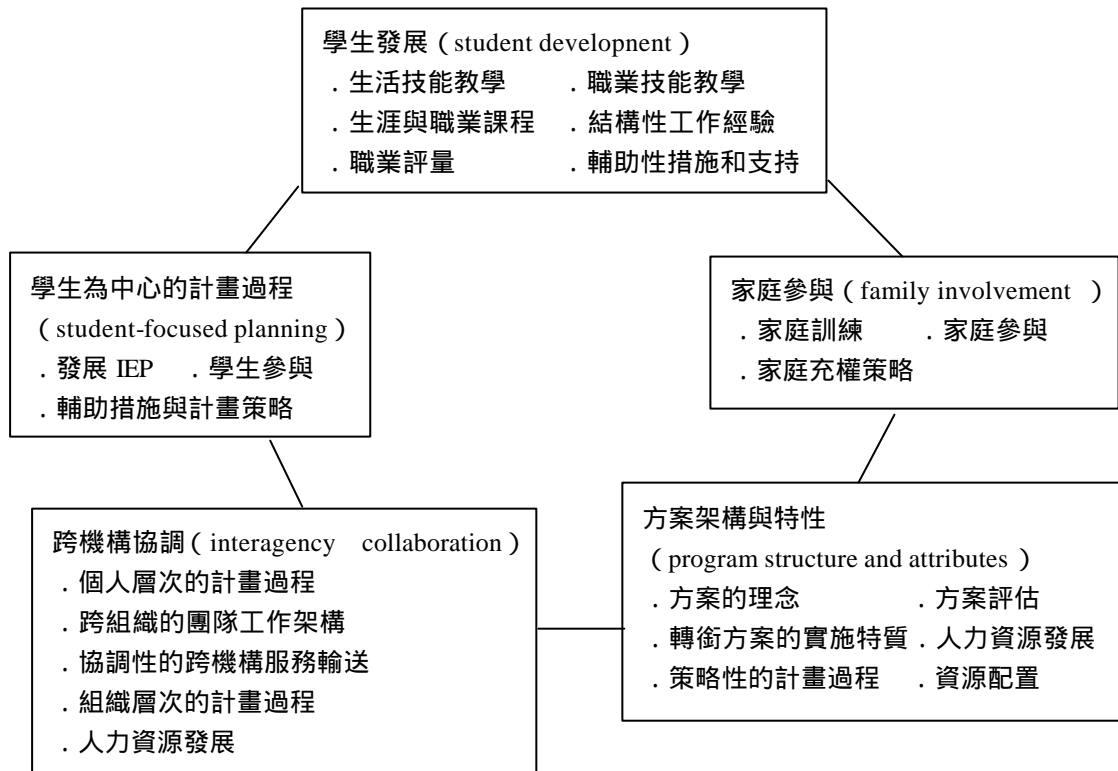 學生發展（student developnent）
．生活技能教學　．職業技能教學
．生涯與職業課程　．結構性工作經驗
．職業評量　．輔助性措施和支持
學生為中心的計畫過程
（student-focused planning）
．發展 IEP　．學生參與
．輔助措施與計畫策略
家庭參與（family involvement ）
．家庭訓練　．家庭參與
．家庭充權策略
跨機構協調（interagency collaboration）
．個人層次的計畫過程
．跨組織的團隊工作架構
．協調性的跨機構服務輸送
．組織層次的計畫過程
．人力資源發展
方案架構與特性
（program structure and attributes）
．方案的理念　．方案評估
．轉銜方案的實施特質．人力資源發展
．策略性的計畫過程　．資源配置